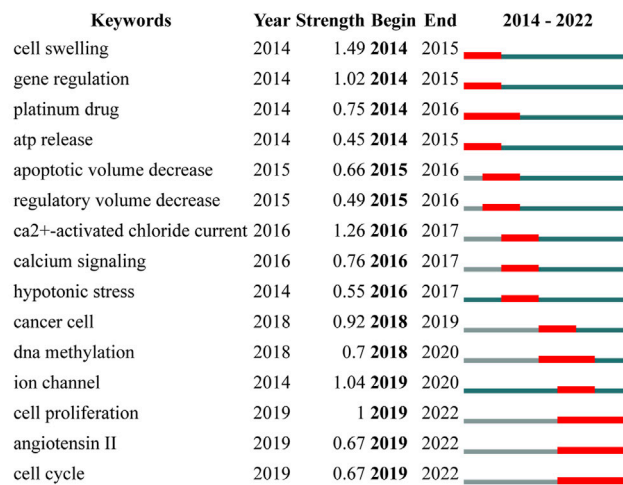 Keywords Year Strength Begin End 2014 - 2022
cell swelling 2014 1.49 2014 2015
gene regulation 2014 1.02 2014 2015
platinum drug 2014 0.75 2014 2016
atp release 2014 0.45 2014 2015
apoptotic volume decrease 2015 0.66 2015 2016
regulatory volume decrease 2015 0.49 2015 2016
ca2+-activated chloride current 2016 1.26 2016 2017
calcium signaling 2016 0.76 2016 2017
hypotonic stress 2014 0.55 2016 2017
cancer cell 2018 0.92 2018 2019
dna methylation 2018 0.7 2018 2020
ion channel 2014 1.04 2019 2020
cell proliferation 2019 1 2019 2022
angiotensin II 2019 0.67 2019 2022
cell cycle 2019 0.67 2019 2022